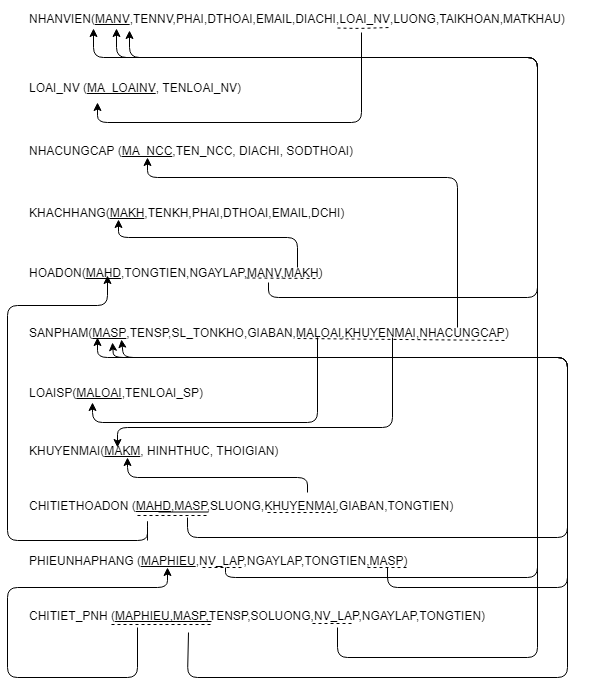 NHANVIEN(MANV,TENNV,PHAI,DTHOAI,EMAIL,DIACHI,LOAI_NV,LUONG,TAIKHOAN,MATKHAU)
LOAI_NV (MA_LOAINV, TENLOAI_NV)
NHACUNGCAP (MA_NCC,TEN_NCC, DIACHI, SODTHOAI)
KHACHHANG(MAKH,TENKH,PHAI,DTHOAI,EMAIL,DCHI)
HOADON(MAHD,TONGTIEN,NGAYLAP,MANV,MAKH)
SANPHAM(MASP,TENSP,SL_TONKHO,GIABAN,MALOAI,KHUYENMAI,NHACUNGCAP)
LOAISP(MALOAI,TENLOAI_SP)
KHUYENMAI(MAKM, HINHTHUC, THOIGIAN)
CHITIETHOADON (MAHD,MASP,SLUONG,KHUYENMAI,GIABAN,TONGTIEN)
PHIEUNHAPHANG (MAPHIEU,NV_LAP,NGAYLAP,TONGTIEN,MASP)
CHITIET_PNH (MAPHIEU,MASP,TENSP,SOLUONG,NV_LAP,NGAYLAP,TONGTIEN)